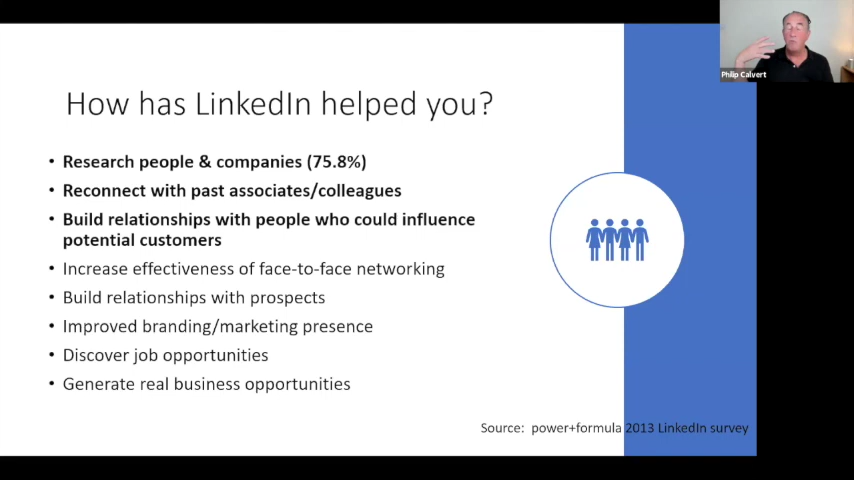 Philip Calvert
How has LinkedIn helped you?
• Research people & companies (75.8%)
• Reconnect with past associates/colleagues
• Build relationships with people who could influence
potential customers
• Increase effectiveness of face-to-face networking
• Build relationships with prospects
• Improved branding/marketing presence
• Discover job opportunities
• Generate real business opportunities
Source:  power+formula 2013 LinkedIn survey